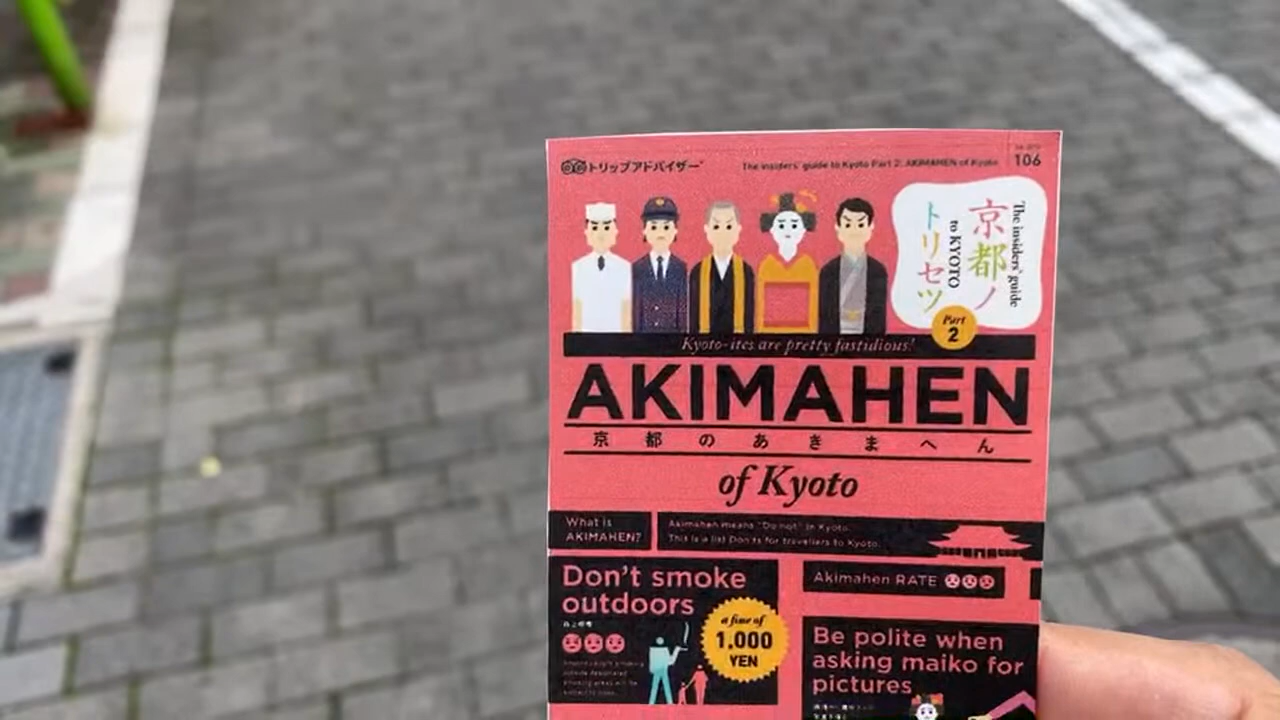 トリップアドバイザー
The insiders' guide to Kyoto Part 2: AKIMAHEN of Kyoto
106
京都ノ
トリセツ
The insiders' guide
to KYOTO
Part
2
Kyoto-ites are pretty fastidious!
AKIMAHEN
京都のあきまへん
of Kyoto
What is
AKIMAHEN?
Akimahen means "Do not" in Kyoto.
This is a list Don'ts for travellers to Kyoto.
Don't smoke
outdoors
a fine of
1,000
YEN
Akimahen RATE
Be polite when
asking maiko for
pictures